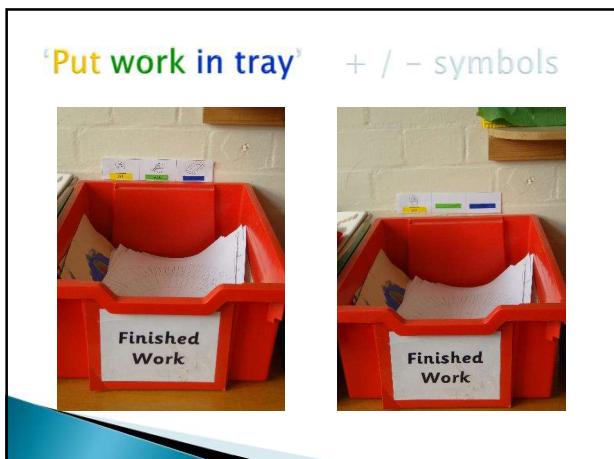 ‘Put work in tray’ + / – symbols
Finished
Work
Finished
Work